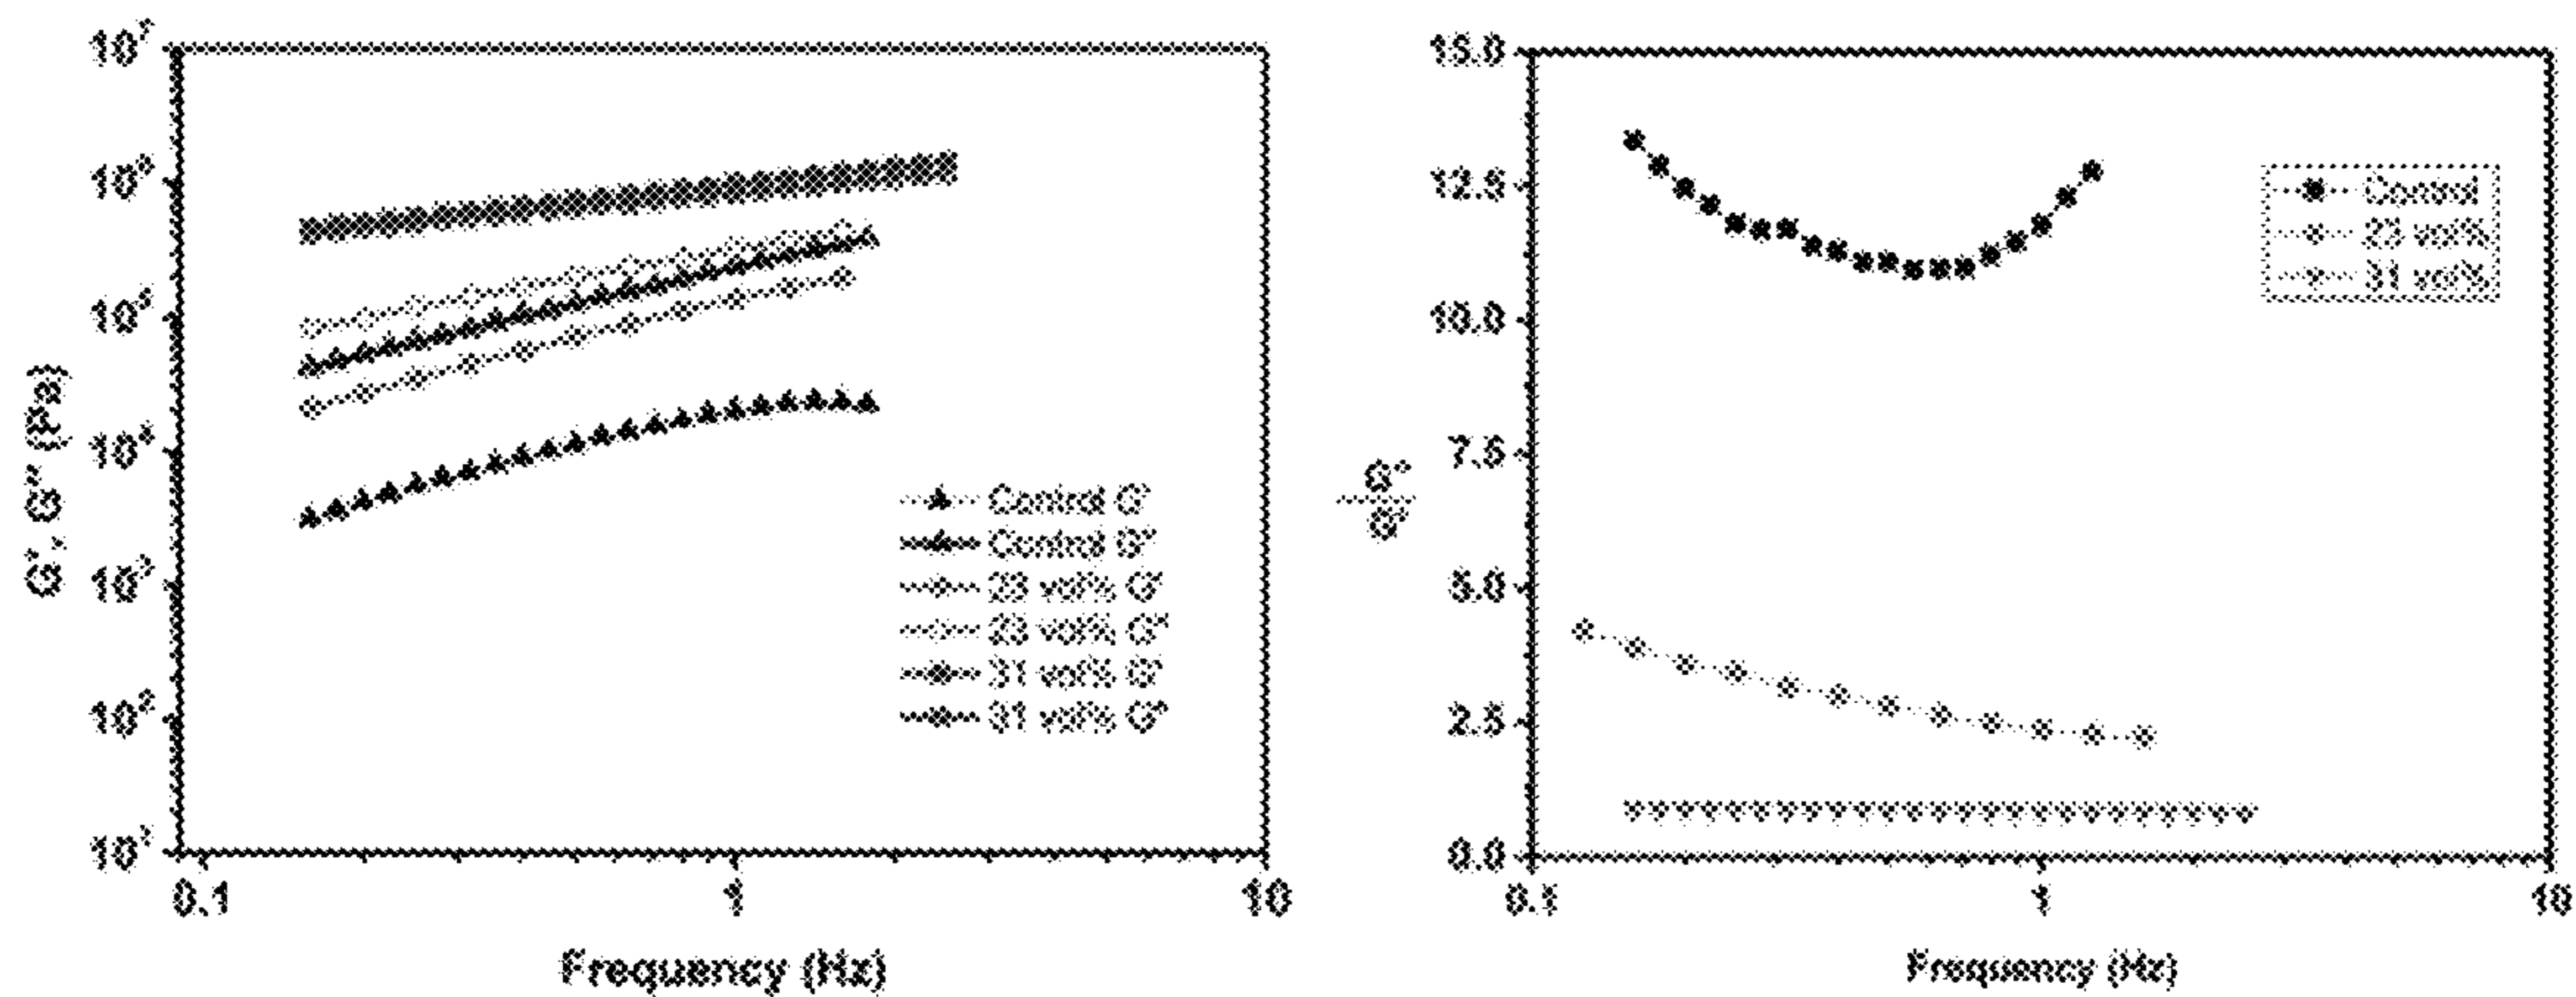 10⁷
10⁶
10⁵
10⁴
10³
10²
10¹
G', G'' (Pa)
0.1
1
10
Frequency (Hz)
Control G'
Control G''
23 vol% G'
23 vol% G''
31 vol% G'
31 vol% G''
15.0
12.5
10.0
7.5
5.0
2.5
0.0
G''
G'
0.1
1
10
Frequency (Hz)
Control
23 vol%
31 vol%